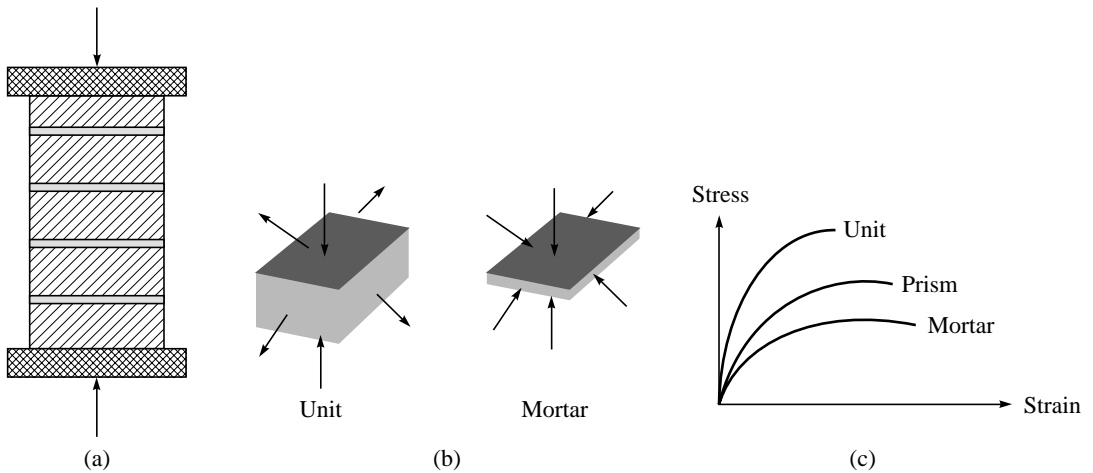 Stress
Unit
Prism
Mortar
Strain
Unit
Mortar
(a)
(b)
(c)